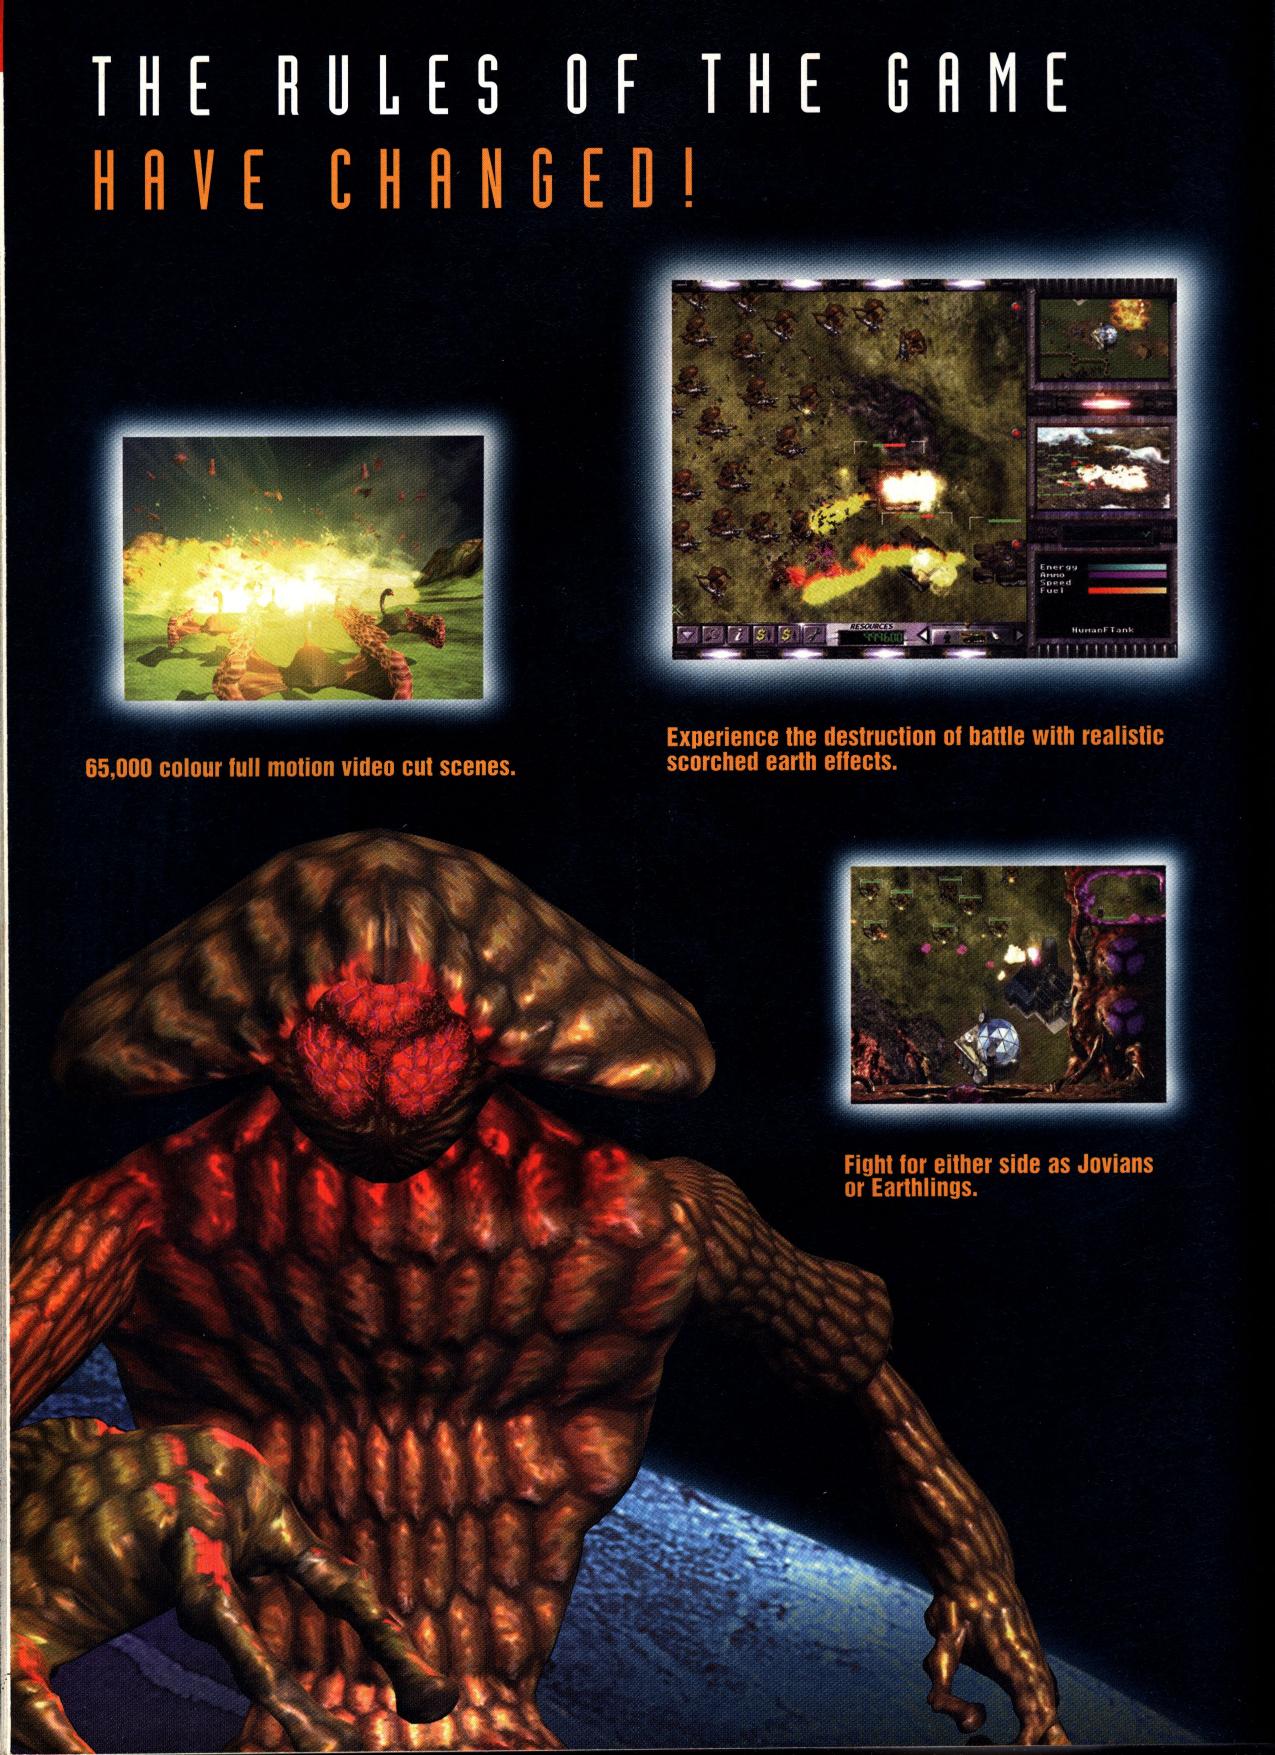 THE RULES OF THE GAME
HAVE CHANGED!
Energy
Ammo
Speed
Fuel
HumanFTank
RESOURCES
999600
65,000 colour full motion video cut scenes.
Experience the destruction of battle with realistic
scorched earth effects.
Fight for either side as Jovians
or Earthlings.